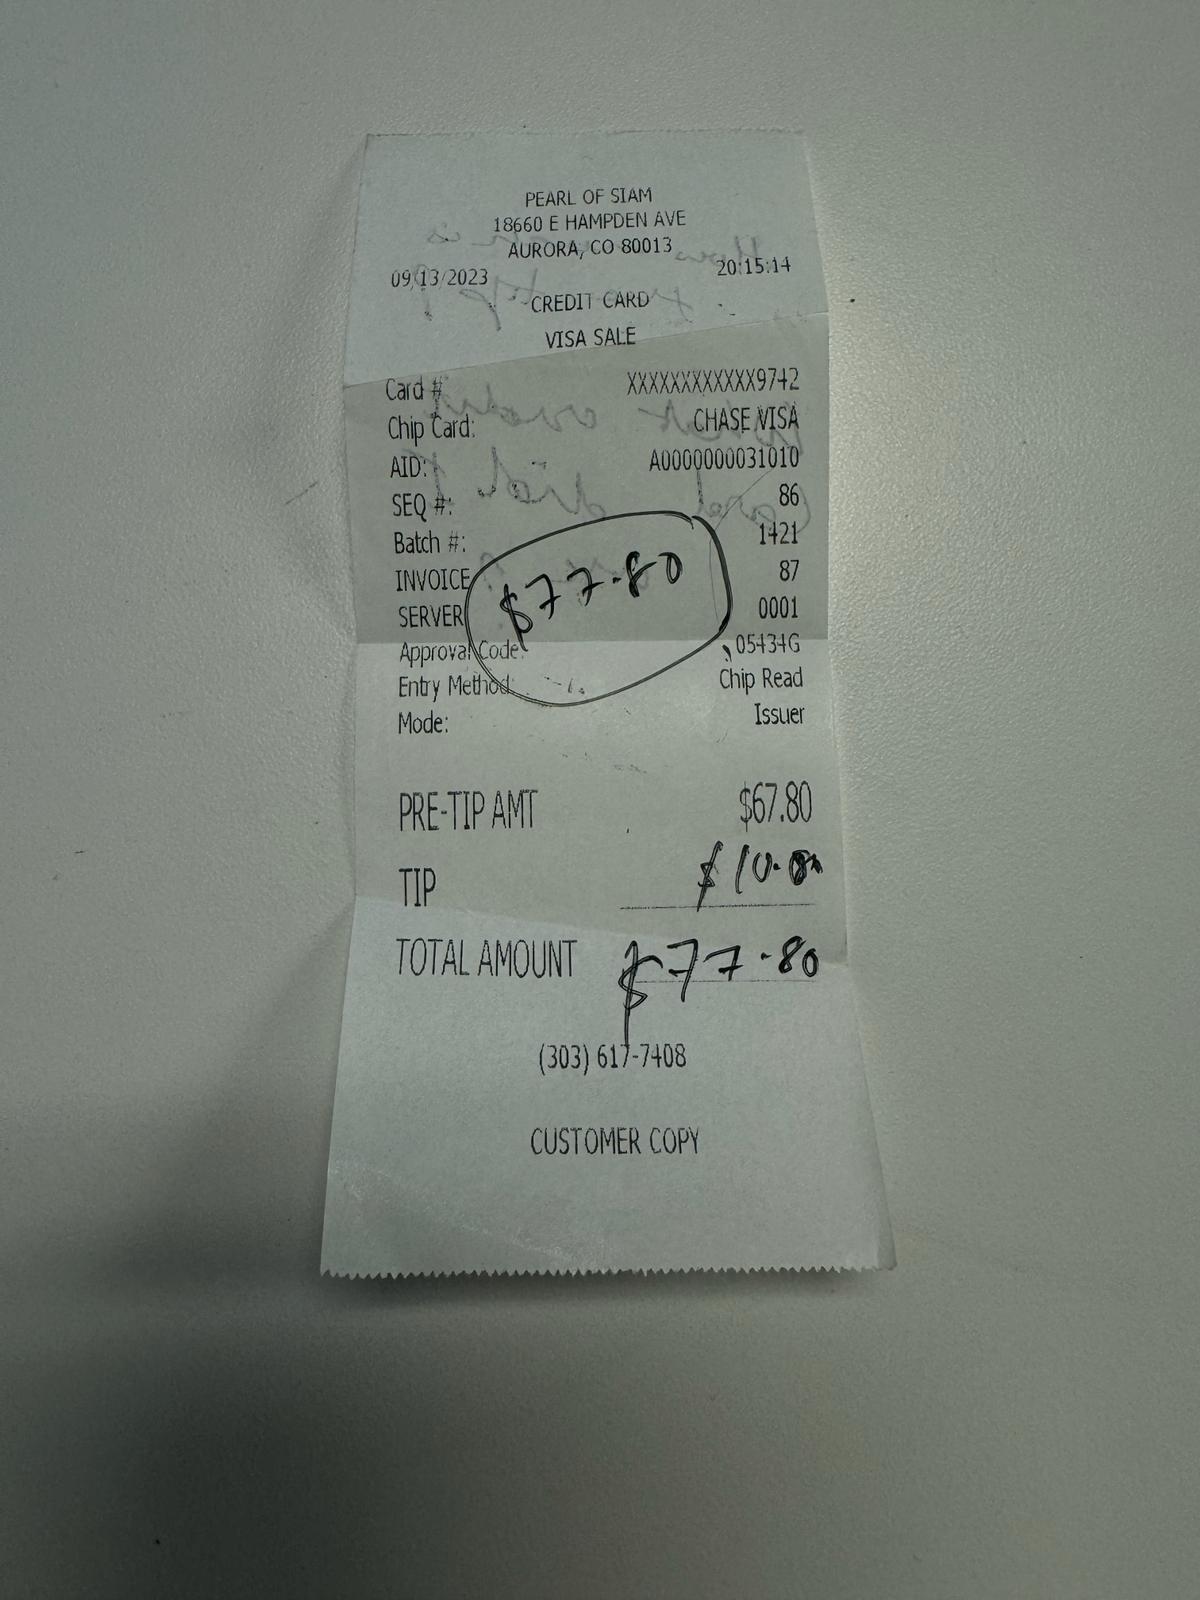 PEARL OF SIAM
18660 E HAMPDEN AVE
AURORA, CO 80013
09/13/2023 20:15:14
CREDIT CARD
VISA SALE
Card # XXXXXXXXXXXX9742
Chip Card: CHASE VISA
AID: A0000000031010
SEQ #: 86
Batch #: 1421
INVOICE 87
SERVER 0001
$77.80
Approval Code: 05434G
Entry Method: Chip Read
Mode: Issuer
PRE-TIP AMT $67.80
TIP $10.00
TOTAL AMOUNT $77.80
(303) 617-7408
CUSTOMER COPY